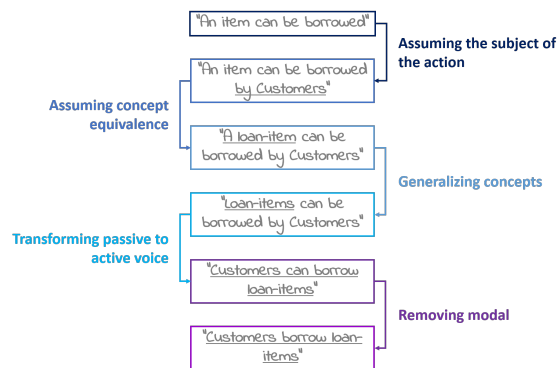 "An item can be borrowed"
Assuming the subject of
the action
"An item can be borrowed
by Customers"
Assuming concept
equivalence
"A loan-item can be
borrowed by Customers"
Generalizing concepts
"Loan-items can be
borrowed by Customers"
Transforming passive to
active voice
"Customers can borrow
loan-items"
Removing modal
"Customers borrow loan-
items"